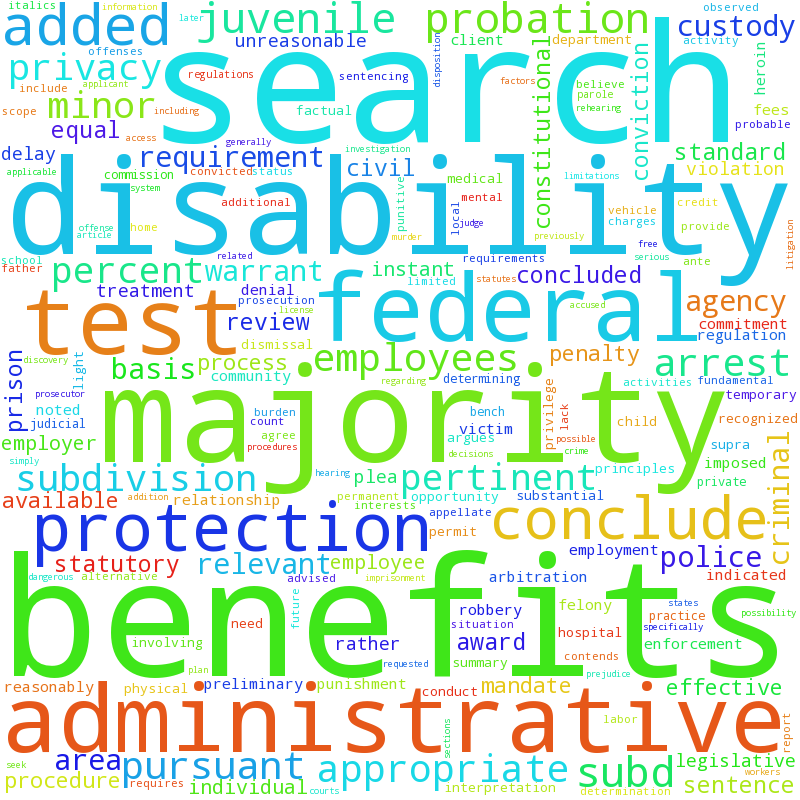 italics
added
information
later
juvenile
offenses
unreasonable
regulations
disposition
probation
client
department
observed
custody
activity
privacy
include
applicant
sentencing
search
constitutional
factors
believe
parole
rehearing
conviction
heroin
fees
probable
scope
minor
including
factual
access
equal
generally
investigation
standard
delay
requirement
civil
violation
applicable
commission
system
convicted
status
medical
limitations
disability
additional
punitive
mental
local
judge
vehicle
charges
credit
provide
offense
article
home
murder
previously
free
serious
litigation
school
father
related
requirements
ante
percent
warrant
instant
limited
concluded
statutes
treatment
denial
prosecution
license
accused
test
federal
agency
review
commitment
regulation
dismissal
prison
discovery
light
basis
process
employees
penalty
arrest
community
regarding
determining
activities
fundamental
prosecutor
majority
temporary
noted
judicial
burden
count
bench
victim
privilege
lack
child
recognized
employer
agree
procedures
argues
decisions
possible
crime
supra
simply
hearing
principles
imposed
private
subdivision
plea
pertinent
criminal
available
addition
relationship
permanent
interests
opportunity
substantial
appellate
protection
conclude
permit
statutory
relevant
employee
employment
police
dangerous
alternative
advised
imprisonment
arbitration
indicated
benefits
future
robbery
felony
states
practice
possibility
need
situation
specifically
involving
rather
award
hospital
enforcement
plan
requested
summary
contends
prejudice
reasonably
physical
preliminary
punishment
conduct
mandate
effective
administrative
labor
report
sections
area
pursuant
appropriate
subd
legislative
seek
procedure
requires
individual
courts
interpretation
determination
workers
sentence